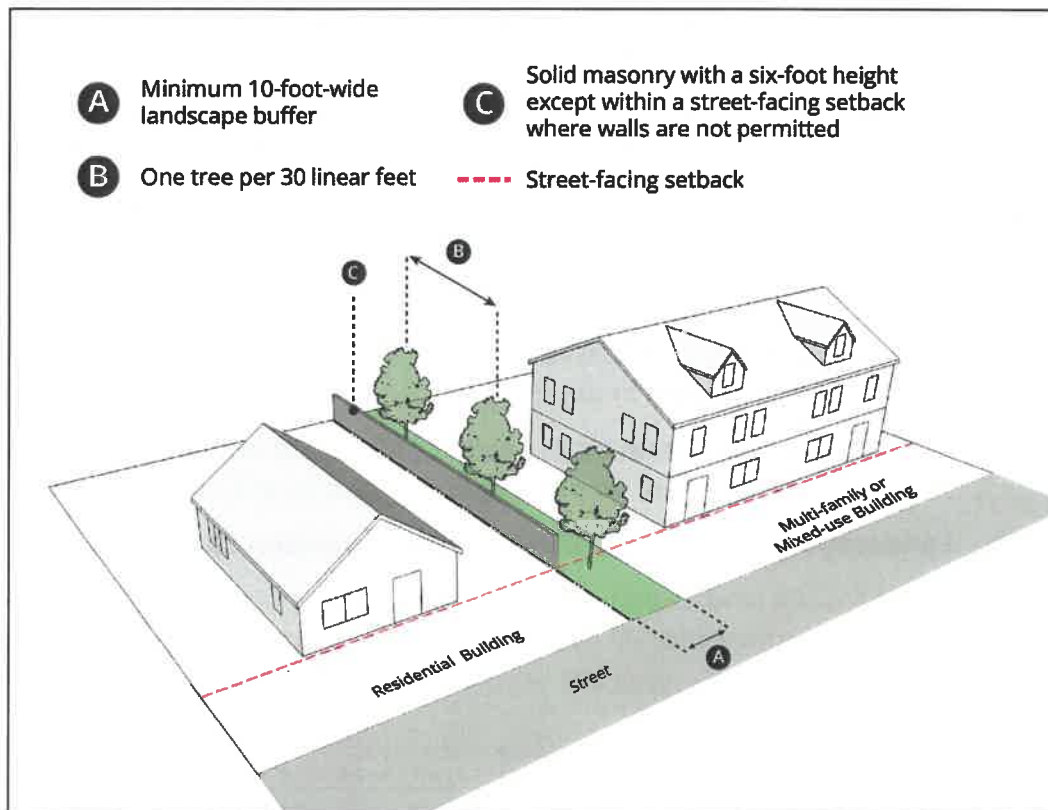 A
Minimum 10-foot-wide
landscape buffer
B
One tree per 30 linear feet
C
Solid masonry with a six-foot height
except within a street-facing setback
where walls are not permitted
Street-facing setback
C
B
Multi-family or
Mixed-use Building
Residential Building
Street
A